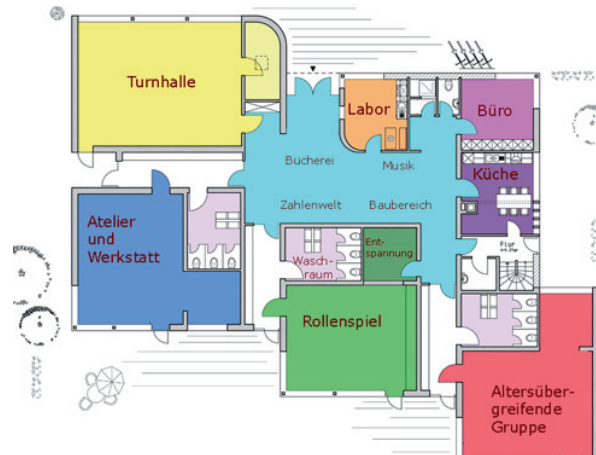 Turnhalle
Labor
Büro
Bücherei
Musik
Küche
Zahlenwelt
Baubereich
Atelier
und
Werkstatt
Wasch-
raum
Ent-
spannung
Flur
Rollenspiel
Altersüber-
greifende
Gruppe